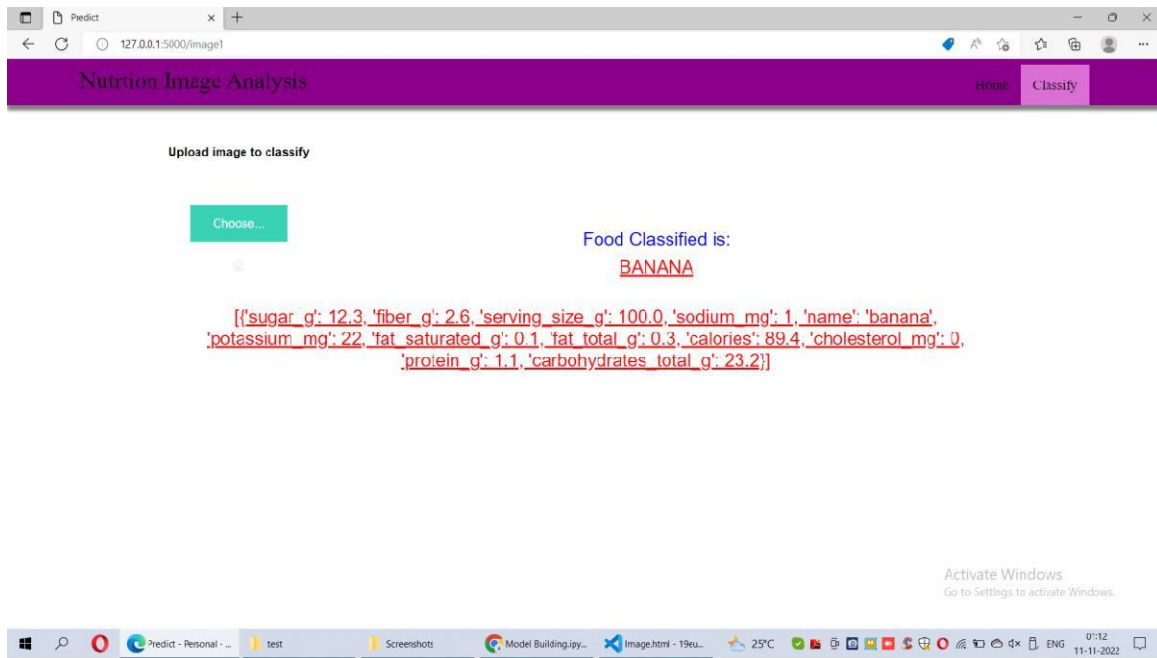 Predict
127.0.0.1:5000/image1
Nutrtion Image Analysis
Home
Classify
Upload image to classify
Choose...
Food Classified is:
BANANA
[{'sugar_g': 12.3, 'fiber_g': 2.6, 'serving_size_g': 100.0, 'sodium_mg': 1, 'name': 'banana',
'potassium_mg': 22, 'fat_saturated_g': 0.1, 'fat_total_g': 0.3, 'calories': 89.4, 'cholesterol_mg': 0,
'protein_g': 1.1, 'carbohydrates_total_g': 23.2}]
Activate Windows
Go to Settings to activate Windows.
Predict - Personal - ...
test
Screenshots
Model Building.ipy...
Image.html - 19eu...
25°C
ENG
01:12
11-11-2022